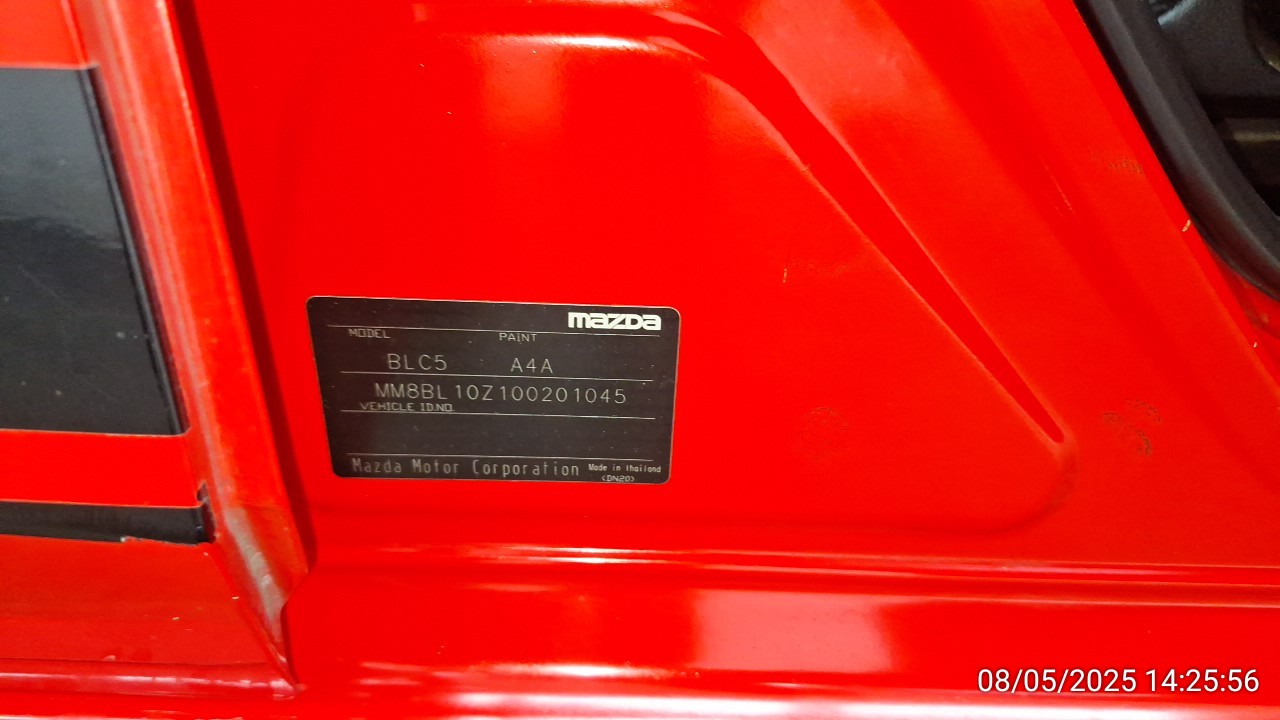 mazda
MODEL PAINT
BLC5 A4A
MM8BL10Z100201045
VEHICLE ID.NO.
Mazda Motor Corporation Made in thailand
(DN20)
08/05/2025 14:25:56